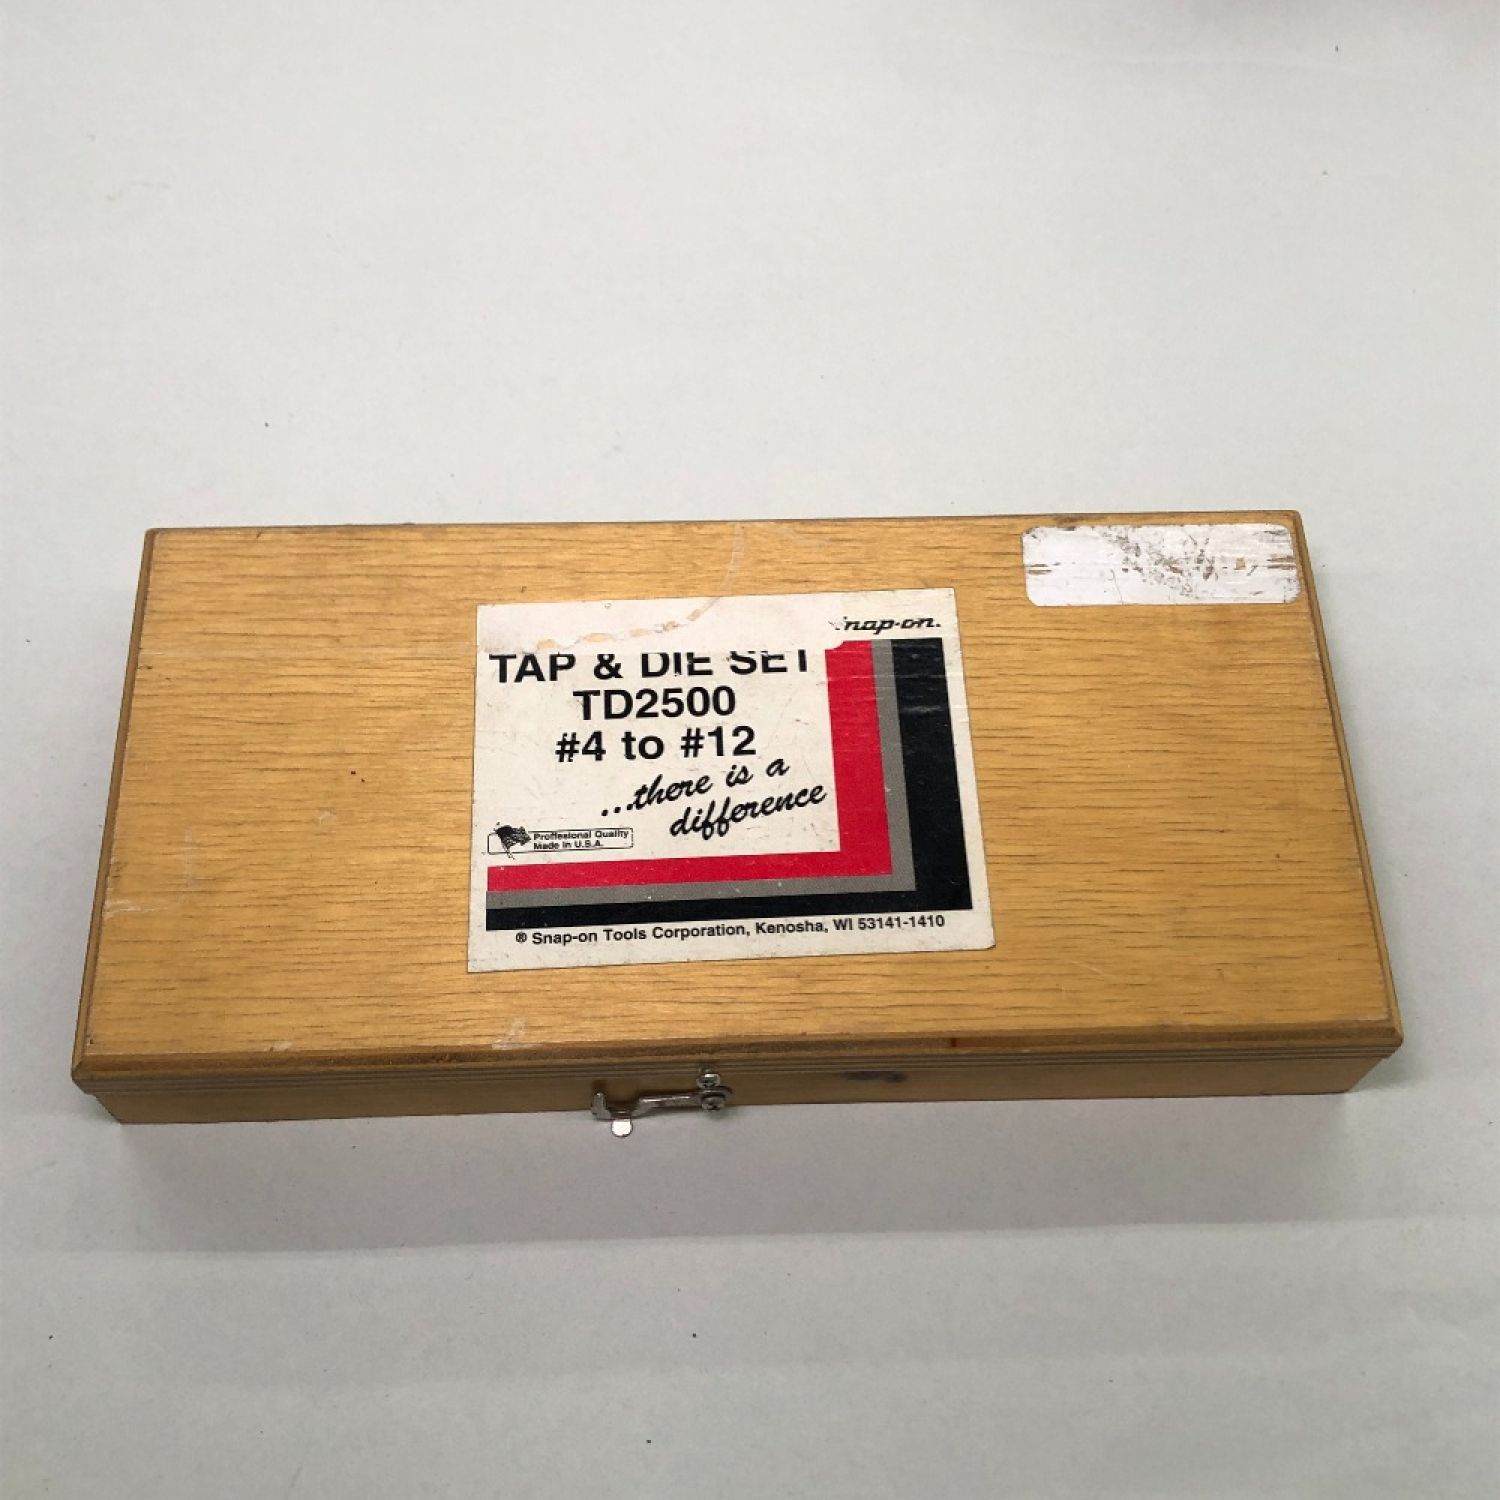 snap-on.
TAP & DIE SET
TD2500
#4 to #12
...there is a
difference
Proffesional Quality
Made in U.S.A.
® Snap-on Tools Corporation, Kenosha, WI 53141-1410